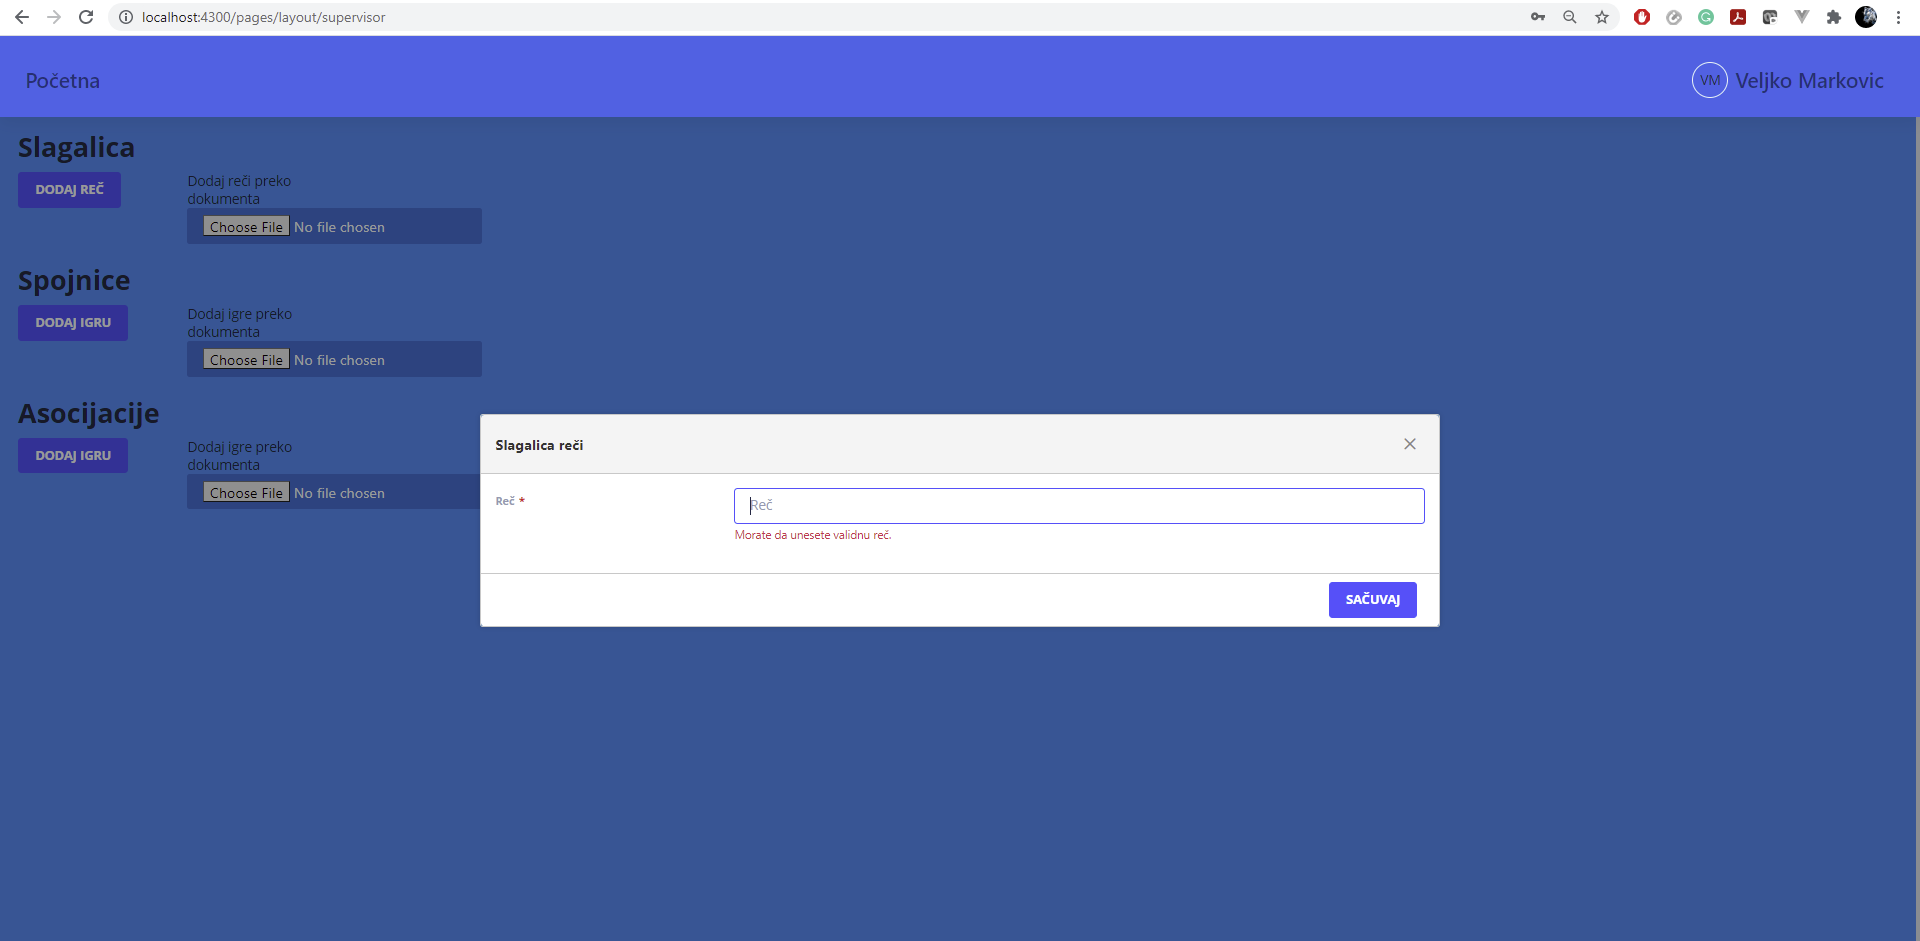 localhost:4300/pages/layout/supervisor
Početna
VM Veljko Markovic
Slagalica
DODAJ REČ
Dodaj reči preko
dokumenta
Choose File No file chosen
Spojnice
DODAJ IGRU
Dodaj igre preko
dokumenta
Choose File No file chosen
Asocijacije
DODAJ IGRU
Dodaj igre preko
dokumenta
Choose File No file chosen
Slagalica reči
Reč *
Reč
Morate da unesete validnu reč.
SAČUVAJ